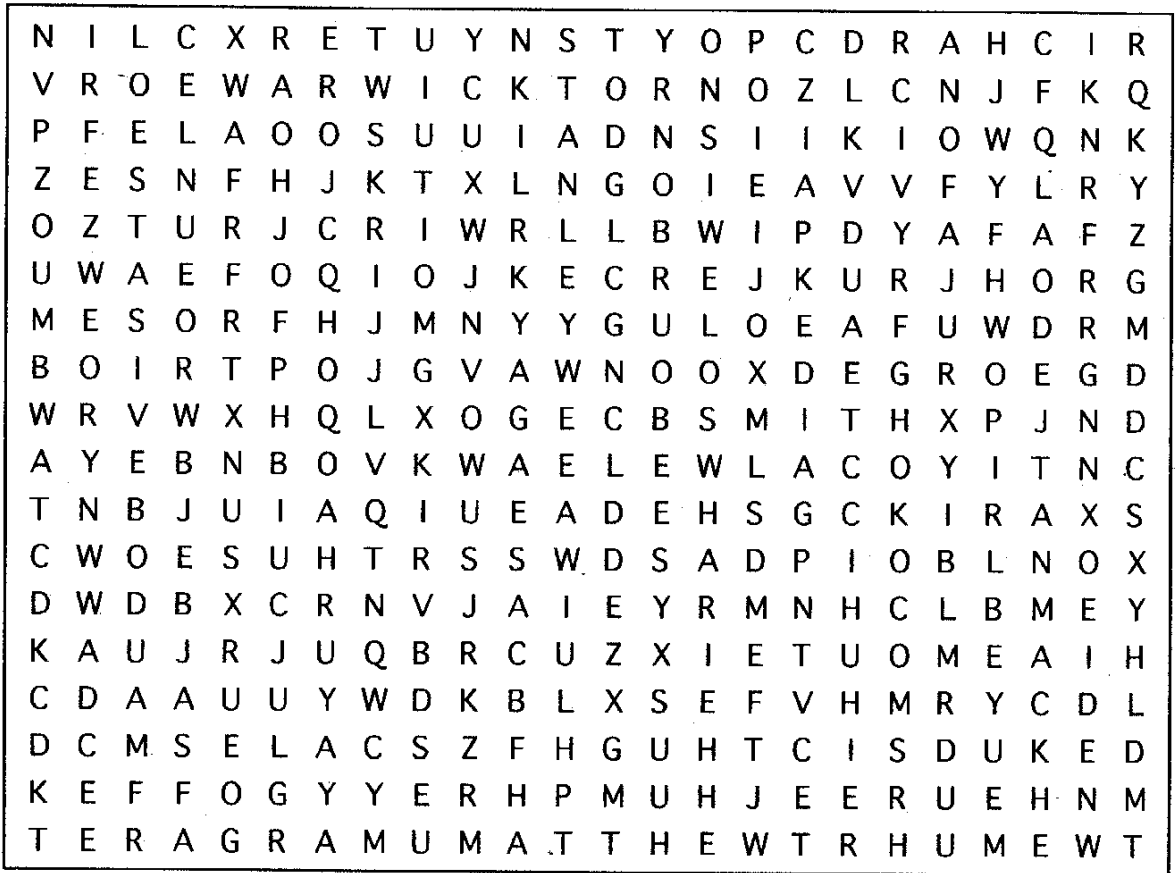 N I L C X R E T U Y N S T Y O P C D R A H C I R
V R O E W A R W I C K T O R N O Z L C N J F K Q
P F E L A O O S U U I A D N S I I K I O W Q N K
Z E S N F H J K T X L N G O I E A V V F Y L R Y
O Z T U R J C R I W R L L B W I P D Y A F A F Z
U W A E F O Q I O J K E C R E J K U R J H O R G
M E S O R F H J M N Y Y G U L O E A F U W D R M
B O I R T P O J G V A W N O O X D E G R O E G D
W R V W X H Q L X O G E C B S M I T H X P J N D
A Y E B N B O V K W A E L E W L A C O Y I T N C
T N B J U I A Q I U E A D E H S G C K I R A X S
C W O E S U H T R S S W D S A D P I O B L N O X
D W D B X C R N V J A I E Y R M N H C L B M E Y
K A U J R J U Q B R C U Z X I E T U O M E A I H
C D A A U U Y W D K B L X S E F V H M R Y C D L
D C M S E L A C S Z F H G U H T C I S D U K E D
K E F F O G Y Y E R H P M U H J E E R U E H N M
T E R A G R A M U M A T T H E W T R H U M E W T